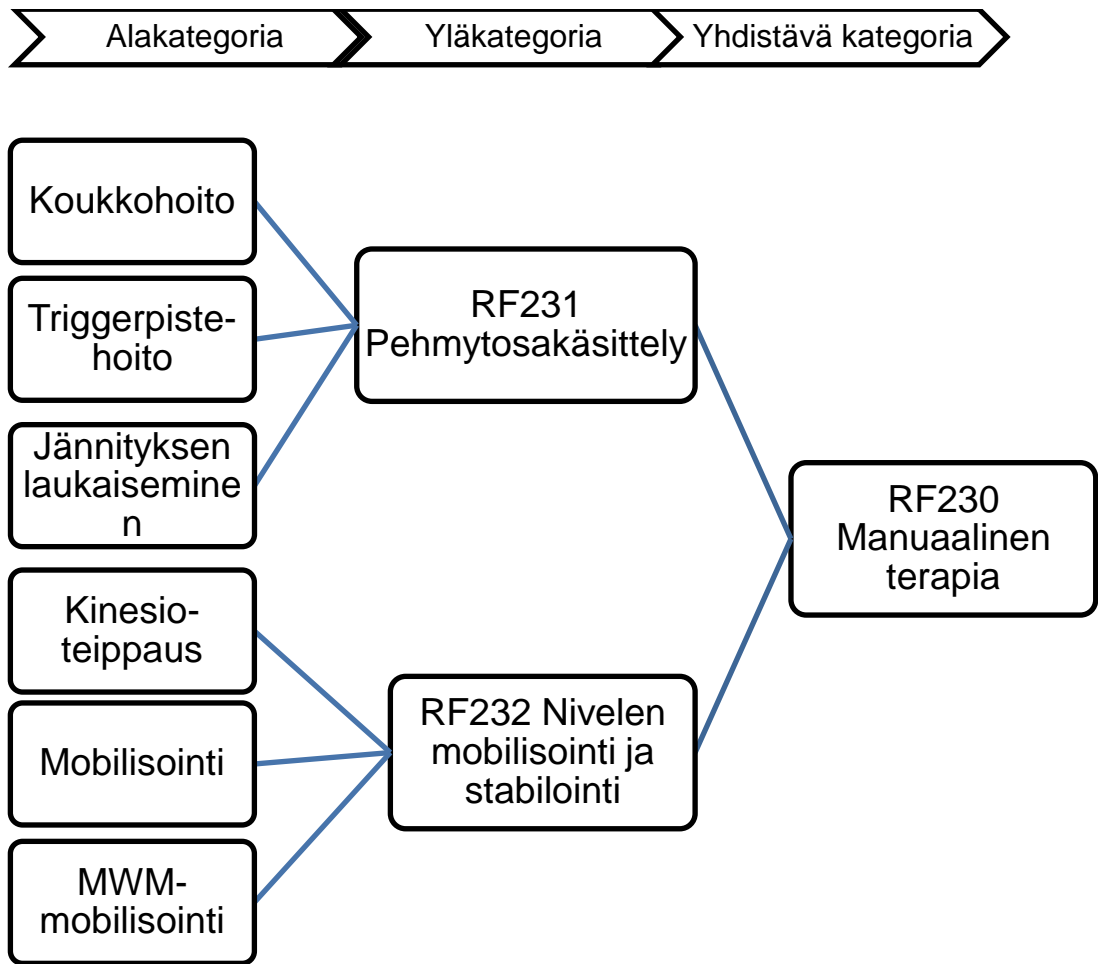 Alakategoria
Yläkategoria
Yhdistävä kategoria
Koukkohoito
Triggerpiste-
hoito
Jännityksen
laukaisemine
n
Kinesio-
teippaus
Mobilisointi
MWM-
mobilisointi
RF231
Pehmytosakäsittely
RF232 Nivelen
mobilisointi ja
stabilointi
RF230
Manuaalinen
terapia